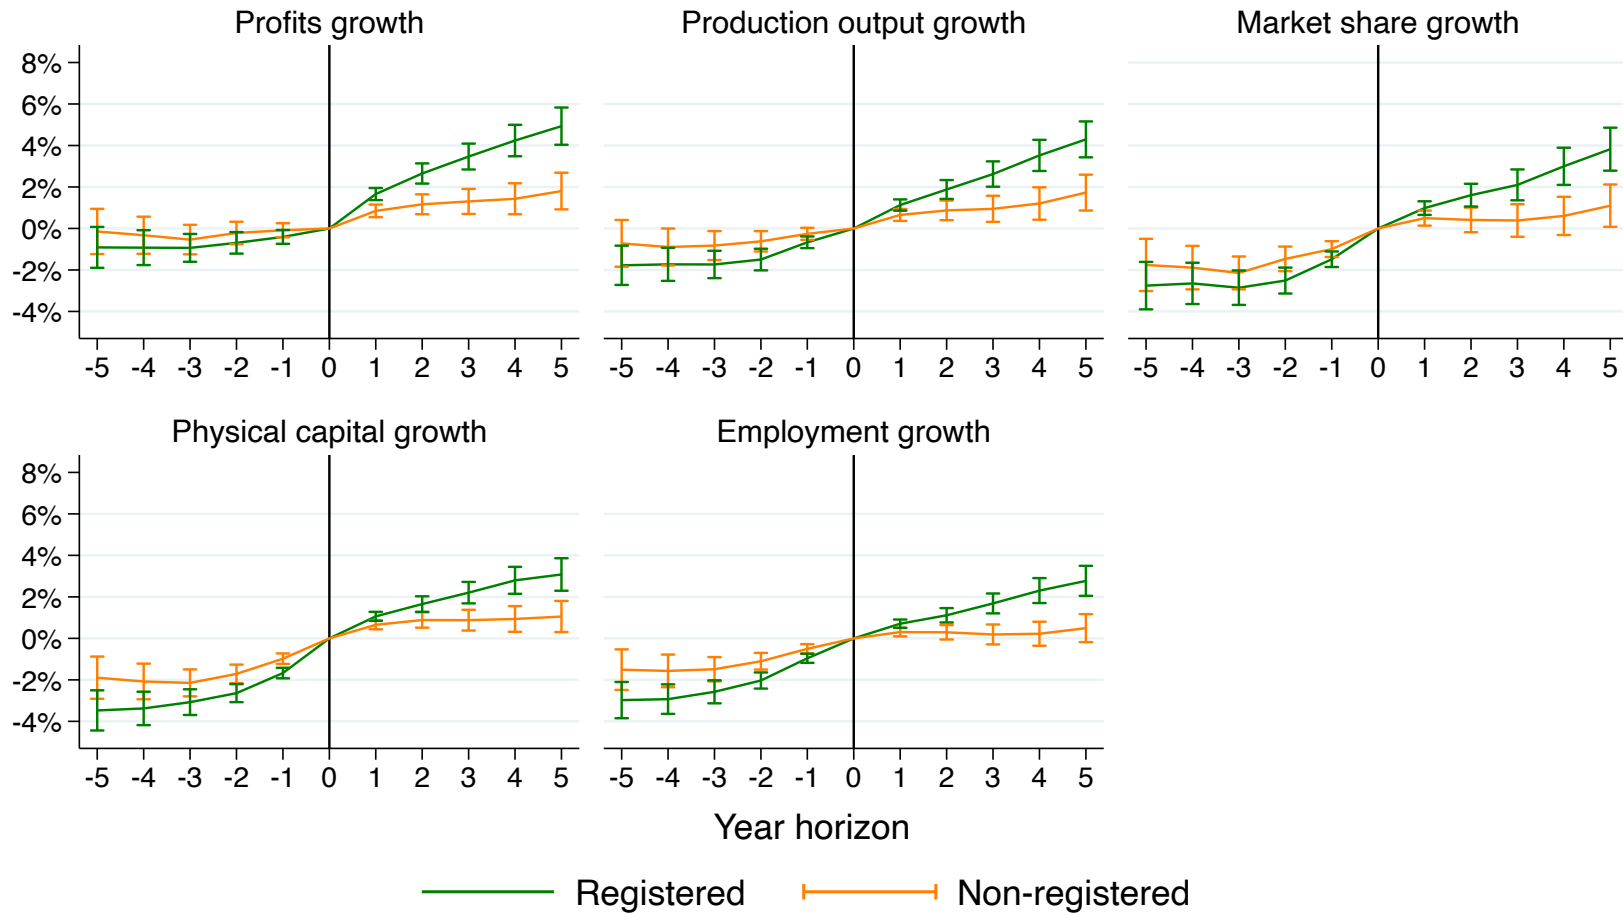 Profits growth
Production output growth
Market share growth
8%
6%
4%
2%
0%
-2%
-4%
-5 -4 -3 -2 -1 0 1 2 3 4 5
-5 -4 -3 -2 -1 0 1 2 3 4 5
-5 -4 -3 -2 -1 0 1 2 3 4 5
Physical capital growth
Employment growth
8%
6%
4%
2%
0%
-2%
-4%
-5 -4 -3 -2 -1 0 1 2 3 4 5
-5 -4 -3 -2 -1 0 1 2 3 4 5
Year horizon
Registered
Non-registered